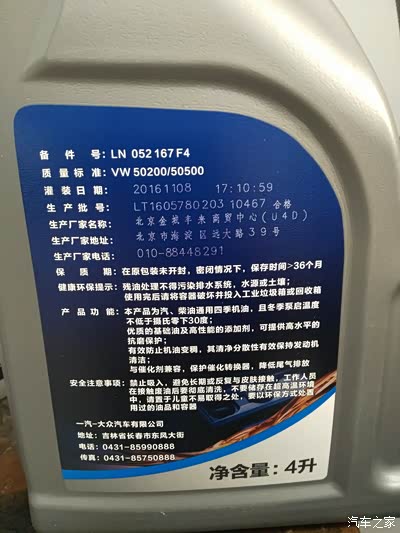 备件号：LN 052 167 F4
质量标准：VW 50200/50500
灌装日期：20161108 17:10:59
生产批号：LT1605780203 10467 合格
生产厂家名称：北京金披丰来商贸中心(U4D)
生产厂家地址：北京市海淀区远大路39号
生产厂家电话：010-88448291
保质期：在原包装未开封，密闭情况下，保存时间>36个月
健康环保提示：残油处理不得污染排水系统，水源或土壤；
使用完后请将容器破坏并投入工业垃圾箱或回收箱
产品功能：本产品为汽、柴油通用四季机油，且冬季泵启温度
不低于摄氏零下30度；
优质的基础油及高性能的添加剂，可提供高水平的
抗磨保护；
有效防止机油变稠，其清净分散性有效保持发动机
清洁；
与催化剂兼容，保护催化转换器，降低尾气排放
安全注意事项：禁止吸入，避免长期或反复与皮肤接触，工作人员
在接触废油后要彻底清洗，不要储存在超高温环境
中，请置于儿童不易取得之处，要以环保方式处置
用过的油品和容器
一汽-大众汽车有限公司
地址：吉林省长春市东风大街
电话：0431-85990888
传真：0431-85750888
净含量：4升
汽车之家